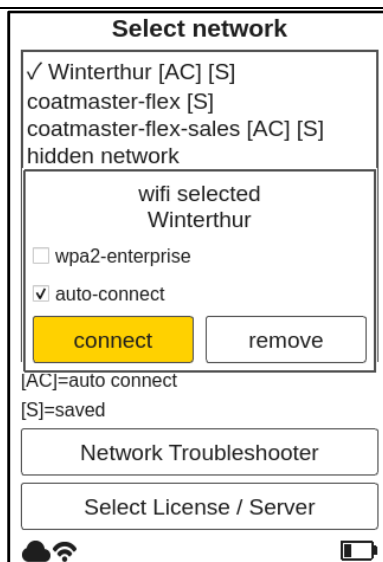 Select network
✓ Winterthur [AC] [S]
coatmaster-flex [S]
coatmaster-flex-sales [AC] [S]
hidden network
wifi selected
Winterthur
wpa2-enterprise
auto-connect
connect
remove
[AC]=auto connect
[S]=saved
Network Troubleshooter
Select License / Server